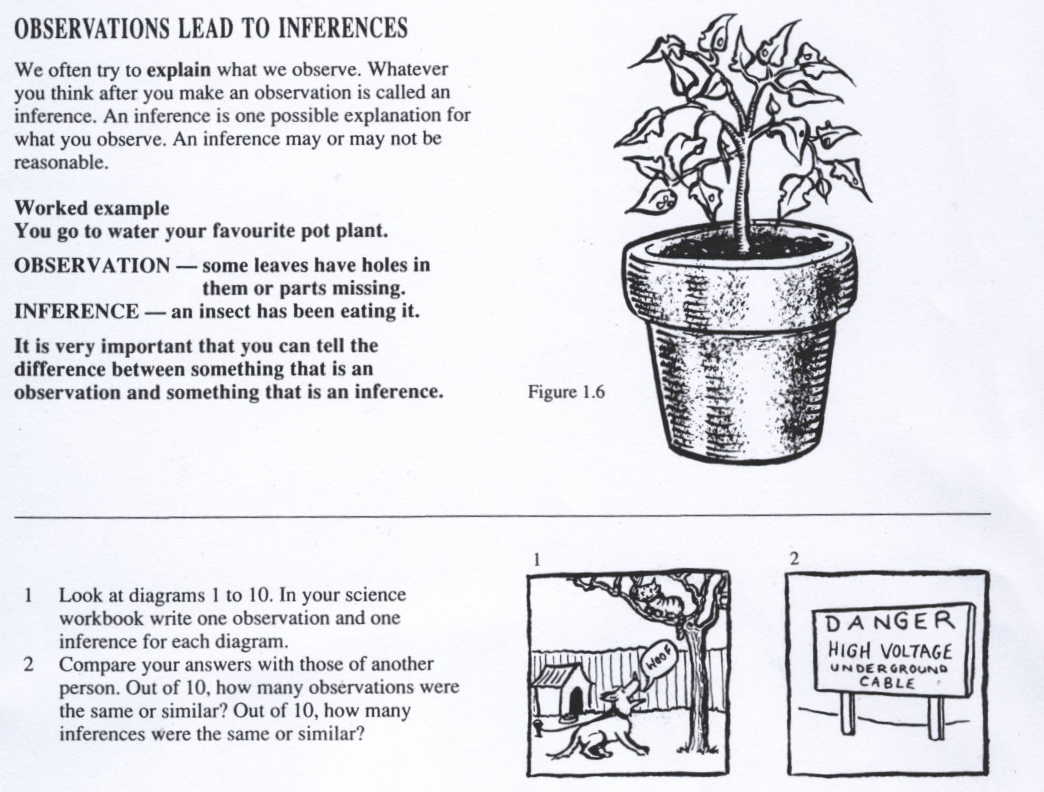 OBSERVATIONS LEAD TO INFERENCES
We often try to explain what we observe. Whatever
you think after you make an observation is called an
inference. An inference is one possible explanation for
what you observe. An inference may or may not be
reasonable.
Worked example
You go to water your favourite pot plant.
OBSERVATION — some leaves have holes in
them or parts missing.
INFERENCE — an insect has been eating it.
It is very important that you can tell the
difference between something that is an
observation and something that is an inference.
Figure 1.6
1 Look at diagrams 1 to 10. In your science
workbook write one observation and one
inference for each diagram.
2 Compare your answers with those of another
person. Out of 10, how many observations were
the same or similar? Out of 10, how many
inferences were the same or similar?
1
WOOF
2
DANGER
HIGH VOLTAGE
UNDERGROUND
CABLE